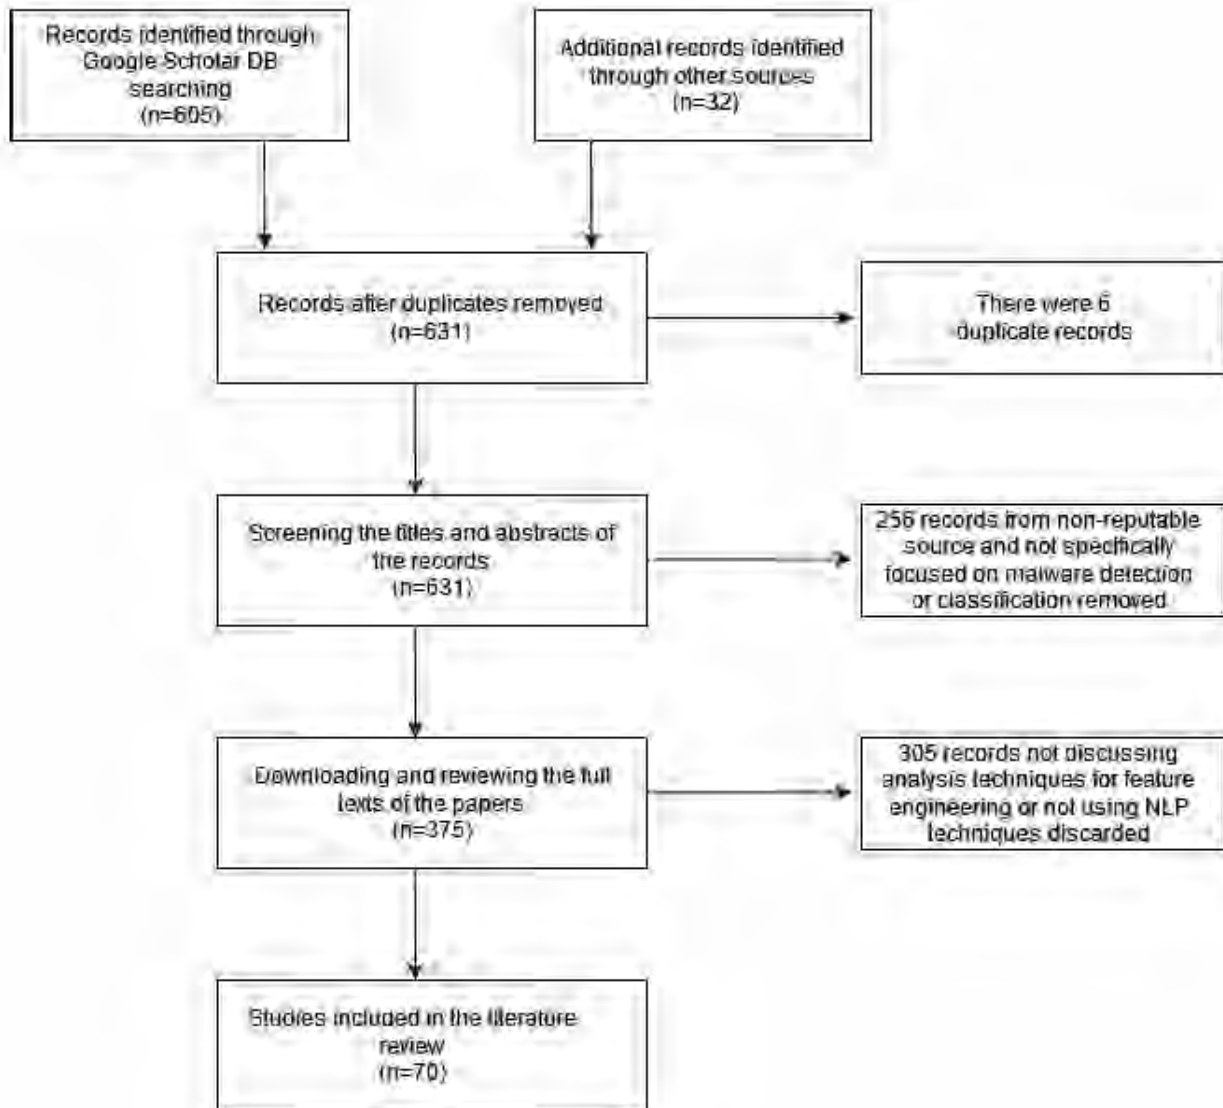 Records identified through
Google Scholar DB
searching
(n=605)
Additional records identified
through other sources
(n=32)
Records after duplicates removed
(n=631)
There were 6
duplicate records
Screening the titles and abstracts of
the records
(n=631)
256 records from non-reputable
source and not specifically
focused on malware detection
or classification removed
Downloading and reviewing the full
texts of the papers
(n=375)
305 records not discussing
analysis techniques for feature
engineering or not using NLP
techniques discarded
Studies included in the literature
review
(n=70)